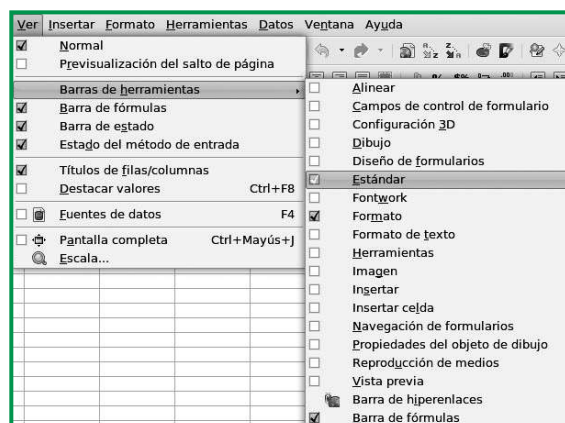 Ver Insertar Formato Herramientas Datos Ventana Ayuda
Normal
Previsualización del salto de página
Barras de herramientas
Barra de fórmulas
Barra de estado
Estado del método de entrada
Títulos de filas/columnas
Destacar valores Ctrl+F8
Fuentes de datos F4
Pantalla completa Ctrl+Mayús+J
Escala...
Alinear
Campos de control de formulario
Configuración 3D
Dibujo
Diseño de formularios
Estándar
Fontwork
Formato
Formato de texto
Herramientas
Imagen
Insertar
Insertar celda
Navegación de formularios
Propiedades del objeto de dibujo
Reproducción de medios
Vista previa
Barra de hiperenlaces
Barra de fórmulas